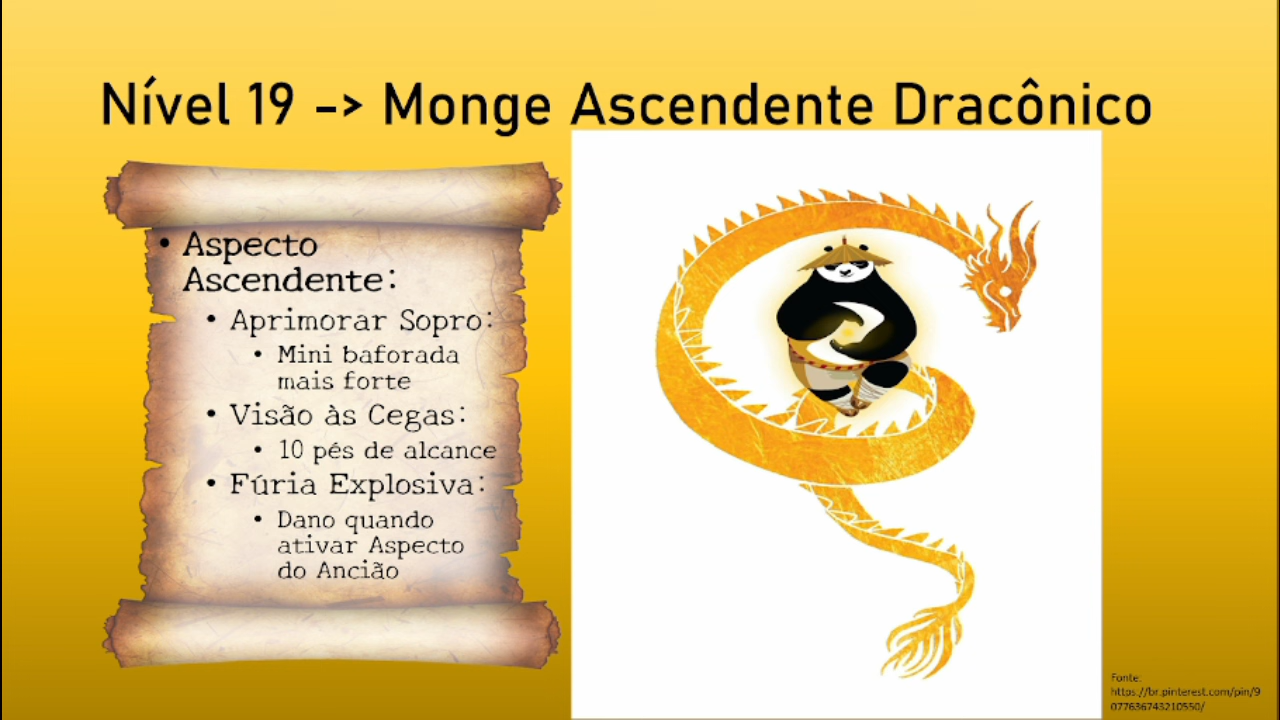 Nível 19 -> Monge Ascendente Dracônico
• Aspecto
Ascendente:
• Aprimorar Sopro:
• Mini baforada
mais forte
• Visão às Cegas:
• 10 pés de alcance
• Fúria Explosiva:
• Dano quando
ativar Aspecto
do Ancião
Fonte:
https://br.pinterest.com/pin/9
077636743210550/